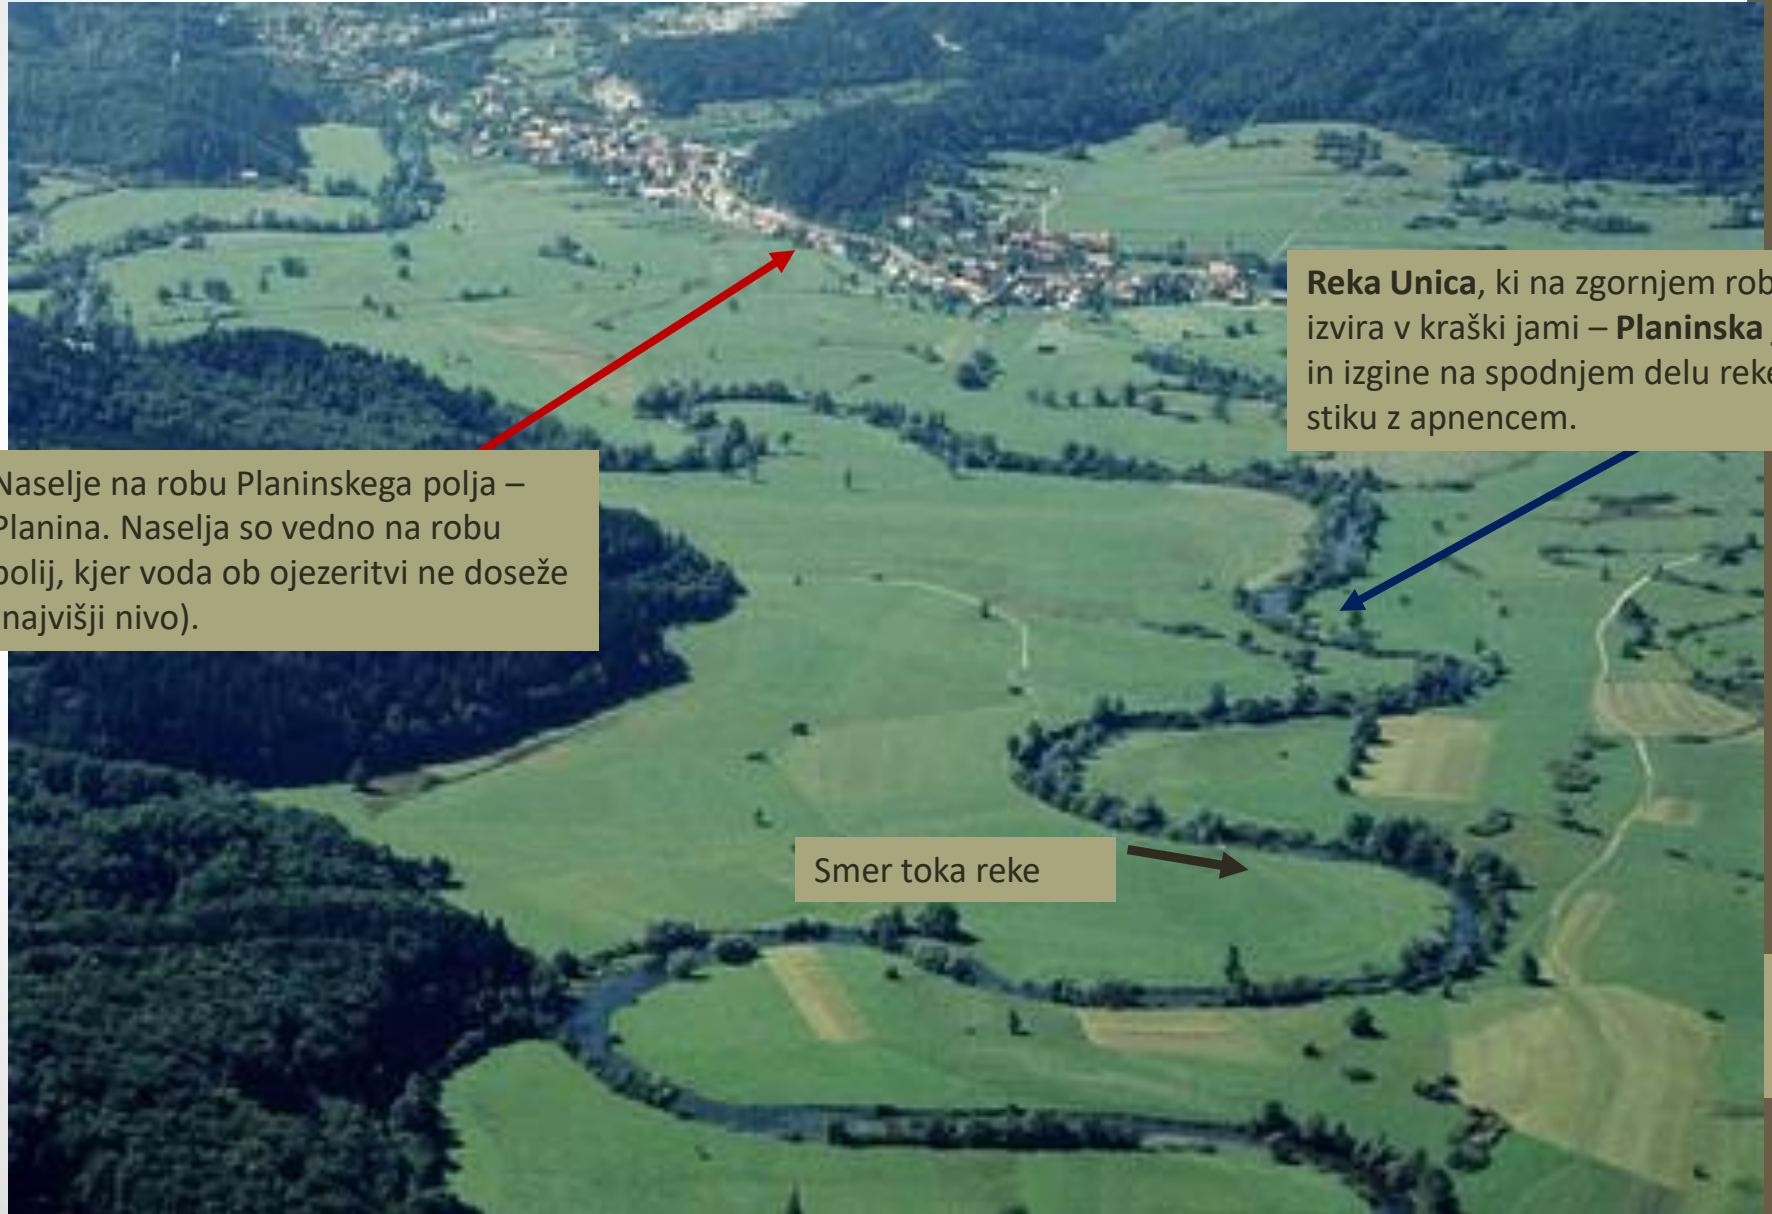 Reka Unica, ki na zgornjem rob
izvira v kraški jami – Planinska
in izgine na spodnjem delu reke
stiku z apnencem.
Naselje na robu Planinskega polja –
Planina. Naselja so vedno na robu
polij, kjer voda ob ojezeritvi ne doseže
najvišji nivo).
Smer toka reke